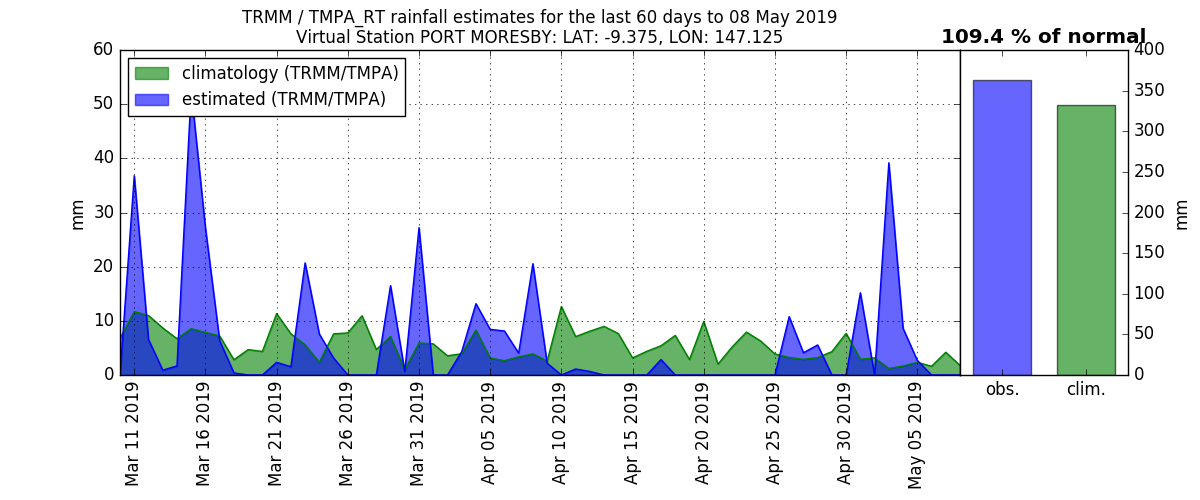 TRMM / TMPA_RT rainfall estimates for the last 60 days to 08 May 2019
Virtual Station PORT MORESBY: LAT: -9.375, LON: 147.125
109.4 % of normal
climatology (TRMM/TMPA)
estimated (TRMM/TMPA)
60
50
40
30
20
10
0
mm
Mar 11 2019
Mar 16 2019
Mar 21 2019
Mar 26 2019
Mar 31 2019
Apr 05 2019
Apr 10 2019
Apr 15 2019
Apr 20 2019
Apr 25 2019
Apr 30 2019
May 05 2019
obs.
clim.
400
350
300
250
200
150
100
50
0
mm